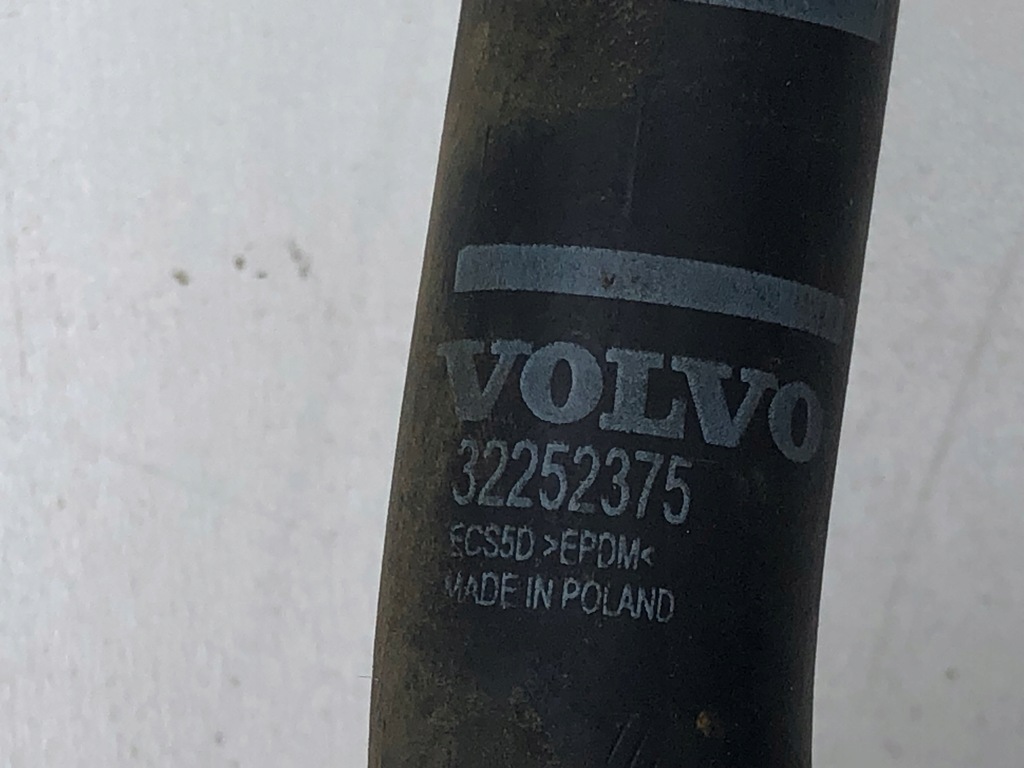 VOLVO
32252375
ECS5D >EPDM<
MADE IN POLAND